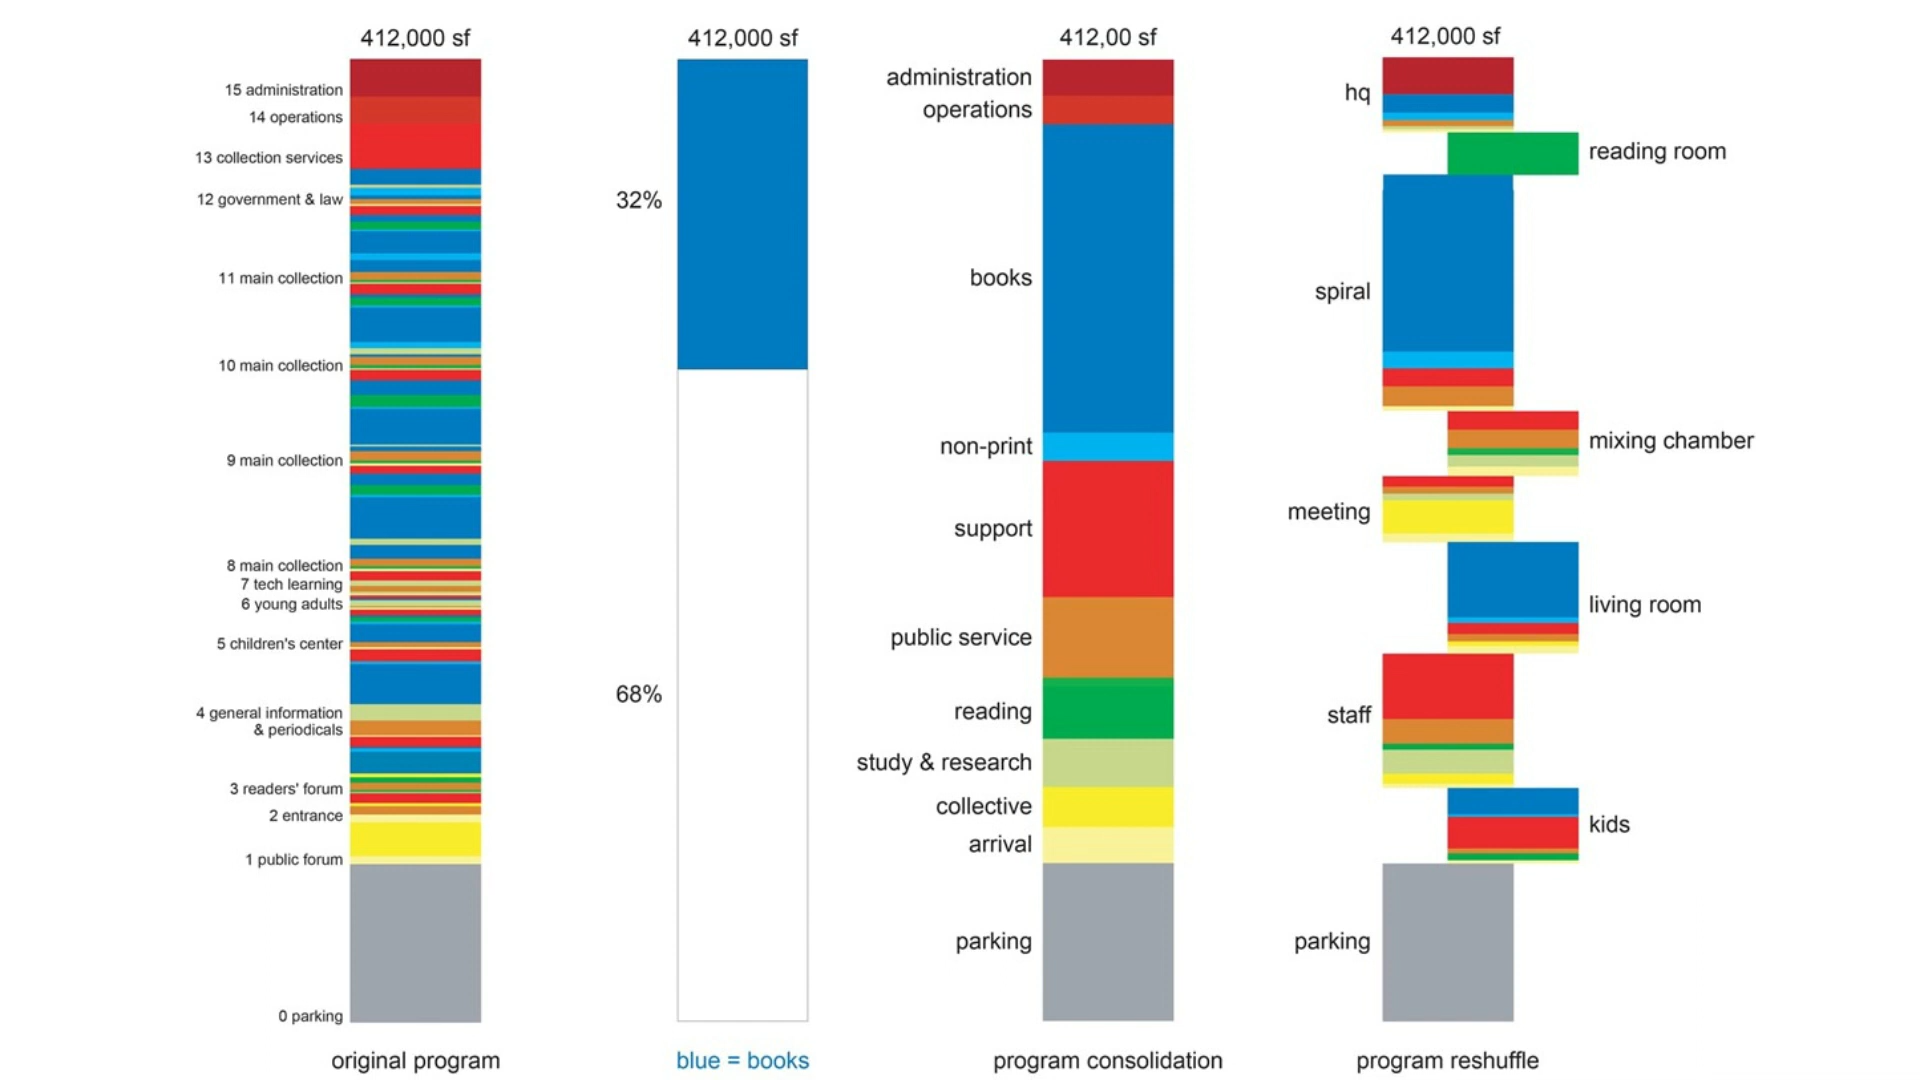 412,000 sf
15 administration
14 operations
13 collection services
12 government & law
11 main collection
10 main collection
9 main collection
8 main collection
7 tech learning
6 young adults
5 children's center
4 general information
& periodicals
3 readers' forum
2 entrance
1 public forum
0 parking
original program
412,000 sf
32%
68%
blue = books
412,00 sf
administration
operations
books
non-print
support
public service
reading
study & research
collective
arrival
parking
program consolidation
412,000 sf
hq
reading room
spiral
mixing chamber
meeting
living room
staff
kids
parking
program reshuffle